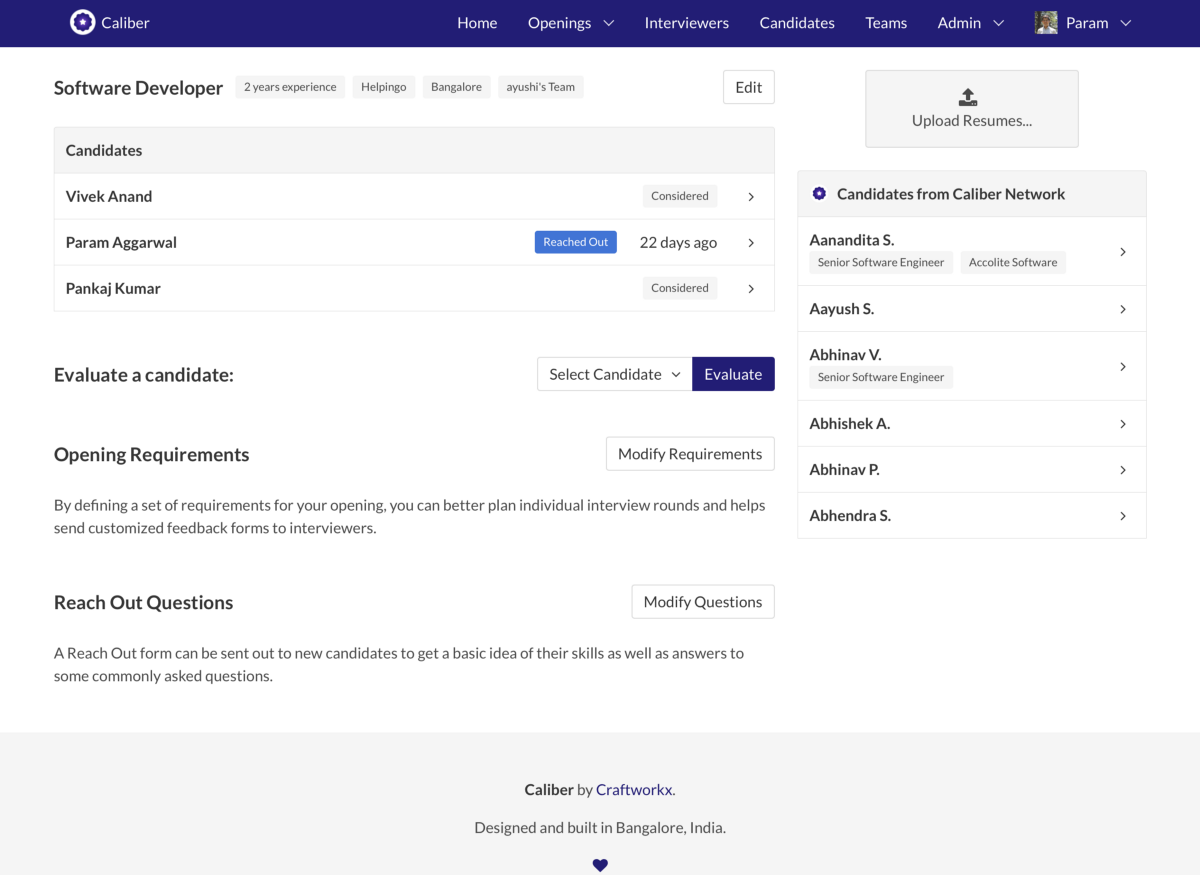 Caliber
Home Openings Interviewers Candidates Teams Admin Param
Software Developer 2 years experience Helpingo Bangalore ayushi's Team Edit
Candidates
Vivek Anand Considered
Param Aggarwal Reached Out 22 days ago
Pankaj Kumar Considered
Evaluate a candidate: Select Candidate Evaluate
Opening Requirements Modify Requirements
By defining a set of requirements for your opening, you can better plan individual interview rounds and helps
send customized feedback forms to interviewers.
Reach Out Questions Modify Questions
A Reach Out form can be sent out to new candidates to get a basic idea of their skills as well as answers to
some commonly asked questions.
Upload Resumes...
Candidates from Caliber Network
Aanandita S.
Senior Software Engineer Accolite Software
Aayush S.
Abhinav V.
Senior Software Engineer
Abhishek A.
Abhinav P.
Abhendra S.
Caliber by Craftworkx.
Designed and built in Bangalore, India.